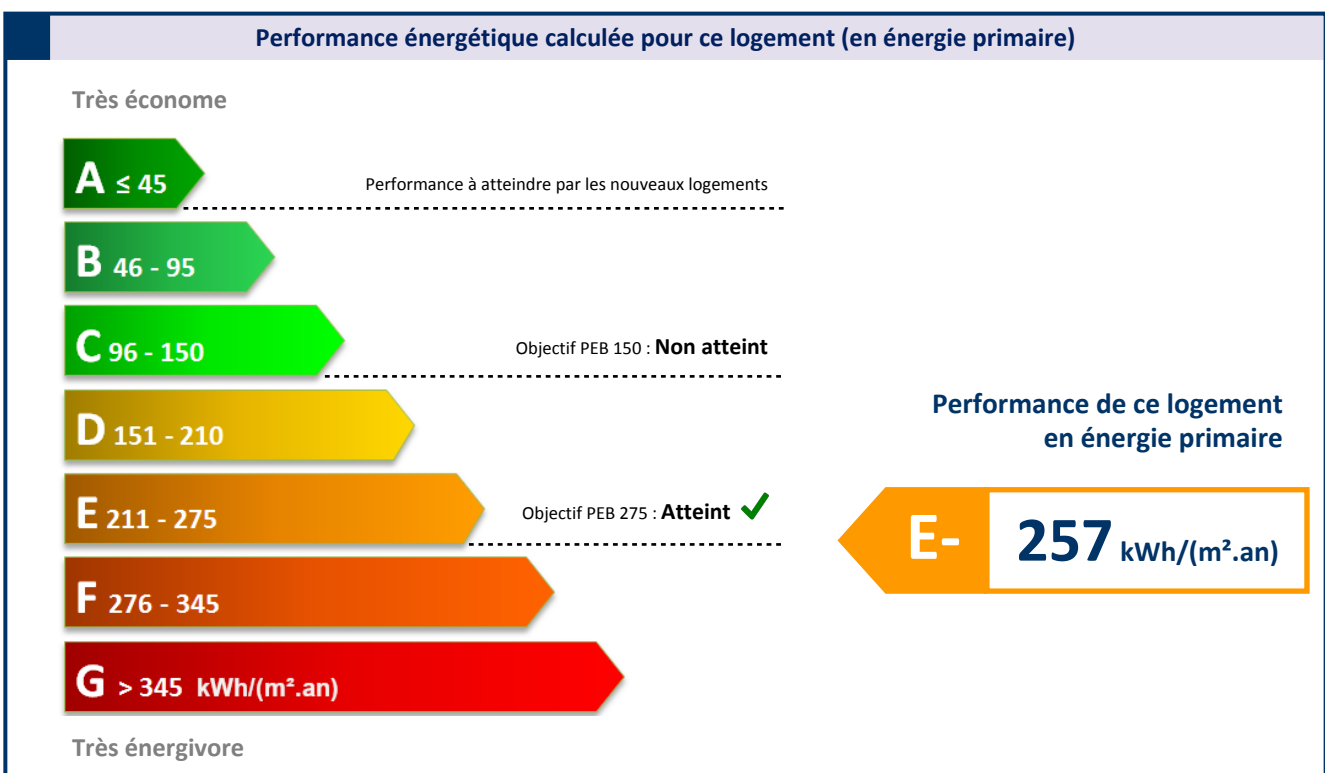 Performance énergétique calculée pour ce logement (en énergie primaire)
Très économe
A ≤ 45
Performance à atteindre par les nouveaux logements
B 46 - 95
C 96 - 150
Objectif PEB 150 : Non atteint
D 151 - 210
Performance de ce logement
en énergie primaire
E 211 - 275
Objectif PEB 275 : Atteint ✓
E- 257 kWh/(m².an)
F 276 - 345
G > 345 kWh/(m².an)
Très énergivore